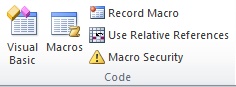 Visual
Basic
Macros
Record Macro
Use Relative References
Macro Security
Code